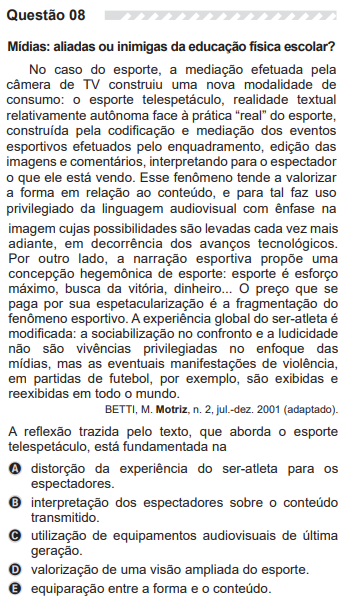 Questão 08
Mídias: aliadas ou inimigas da educação física escolar?
No caso do esporte, a mediação efetuada pela
câmera de TV construiu uma nova modalidade de
consumo: o esporte telespetáculo, realidade textual
relativamente autônoma face à prática “real” do esporte,
construída pela codificação e mediação dos eventos
esportivos efetuados pelo enquadramento, edição das
imagens e comentários, interpretando para o espectador
o que ele está vendo. Esse fenômeno tende a valorizar
a forma em relação ao conteúdo, e para tal faz uso
privilegiado da linguagem audiovisual com ênfase na
imagem cujas possibilidades são levadas cada vez mais
adiante, em decorrência dos avanços tecnológicos.
Por outro lado, a narração esportiva propõe uma
concepção hegemônica de esporte: esporte é esforço
máximo, busca da vitória, dinheiro... O preço que se
paga por sua espetacularização é a fragmentação do
fenômeno esportivo. A experiência global do ser-atleta é
modificada: a sociabilização no confronto e a ludicidade
não são vivências privilegiadas no enfoque das
mídias, mas as eventuais manifestações de violência,
em partidas de futebol, por exemplo, são exibidas e
reexibidas em todo o mundo.
BETTI, M. Motriz, n. 2, jul.-dez. 2001 (adaptado).
A reflexão trazida pelo texto, que aborda o esporte
telespetáculo, está fundamentada na
A distorção da experiência do ser-atleta para os
espectadores.
B interpretação dos espectadores sobre o conteúdo
transmitido.
C utilização de equipamentos audiovisuais de última
geração.
D valorização de uma visão ampliada do esporte.
E equiparação entre a forma e o conteúdo.